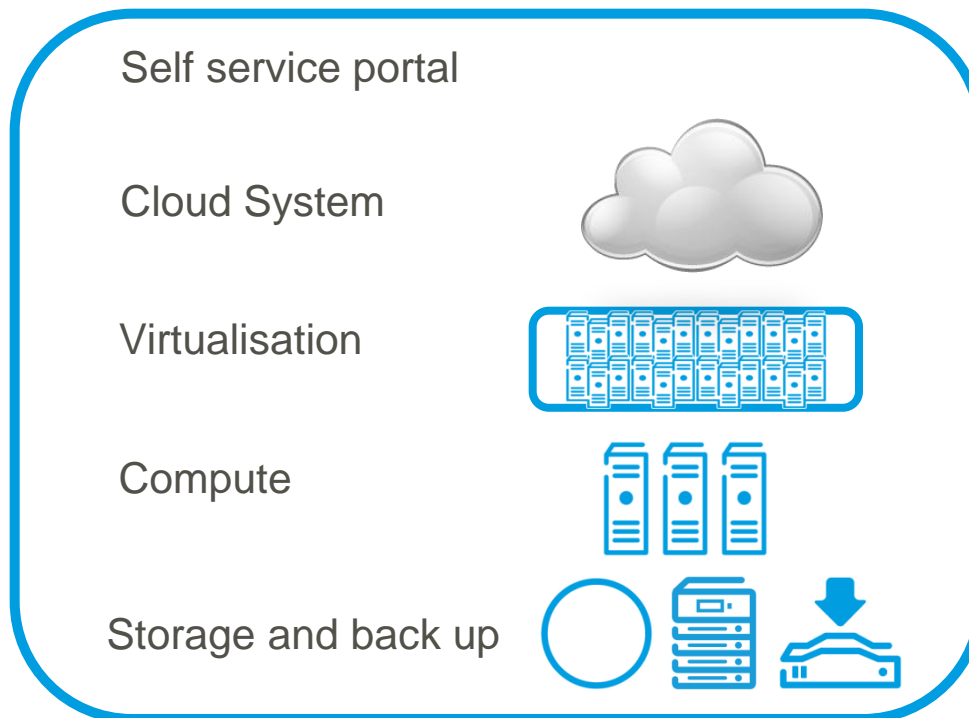 Self service portal
Cloud System
Virtualisation
Compute
Storage and back up